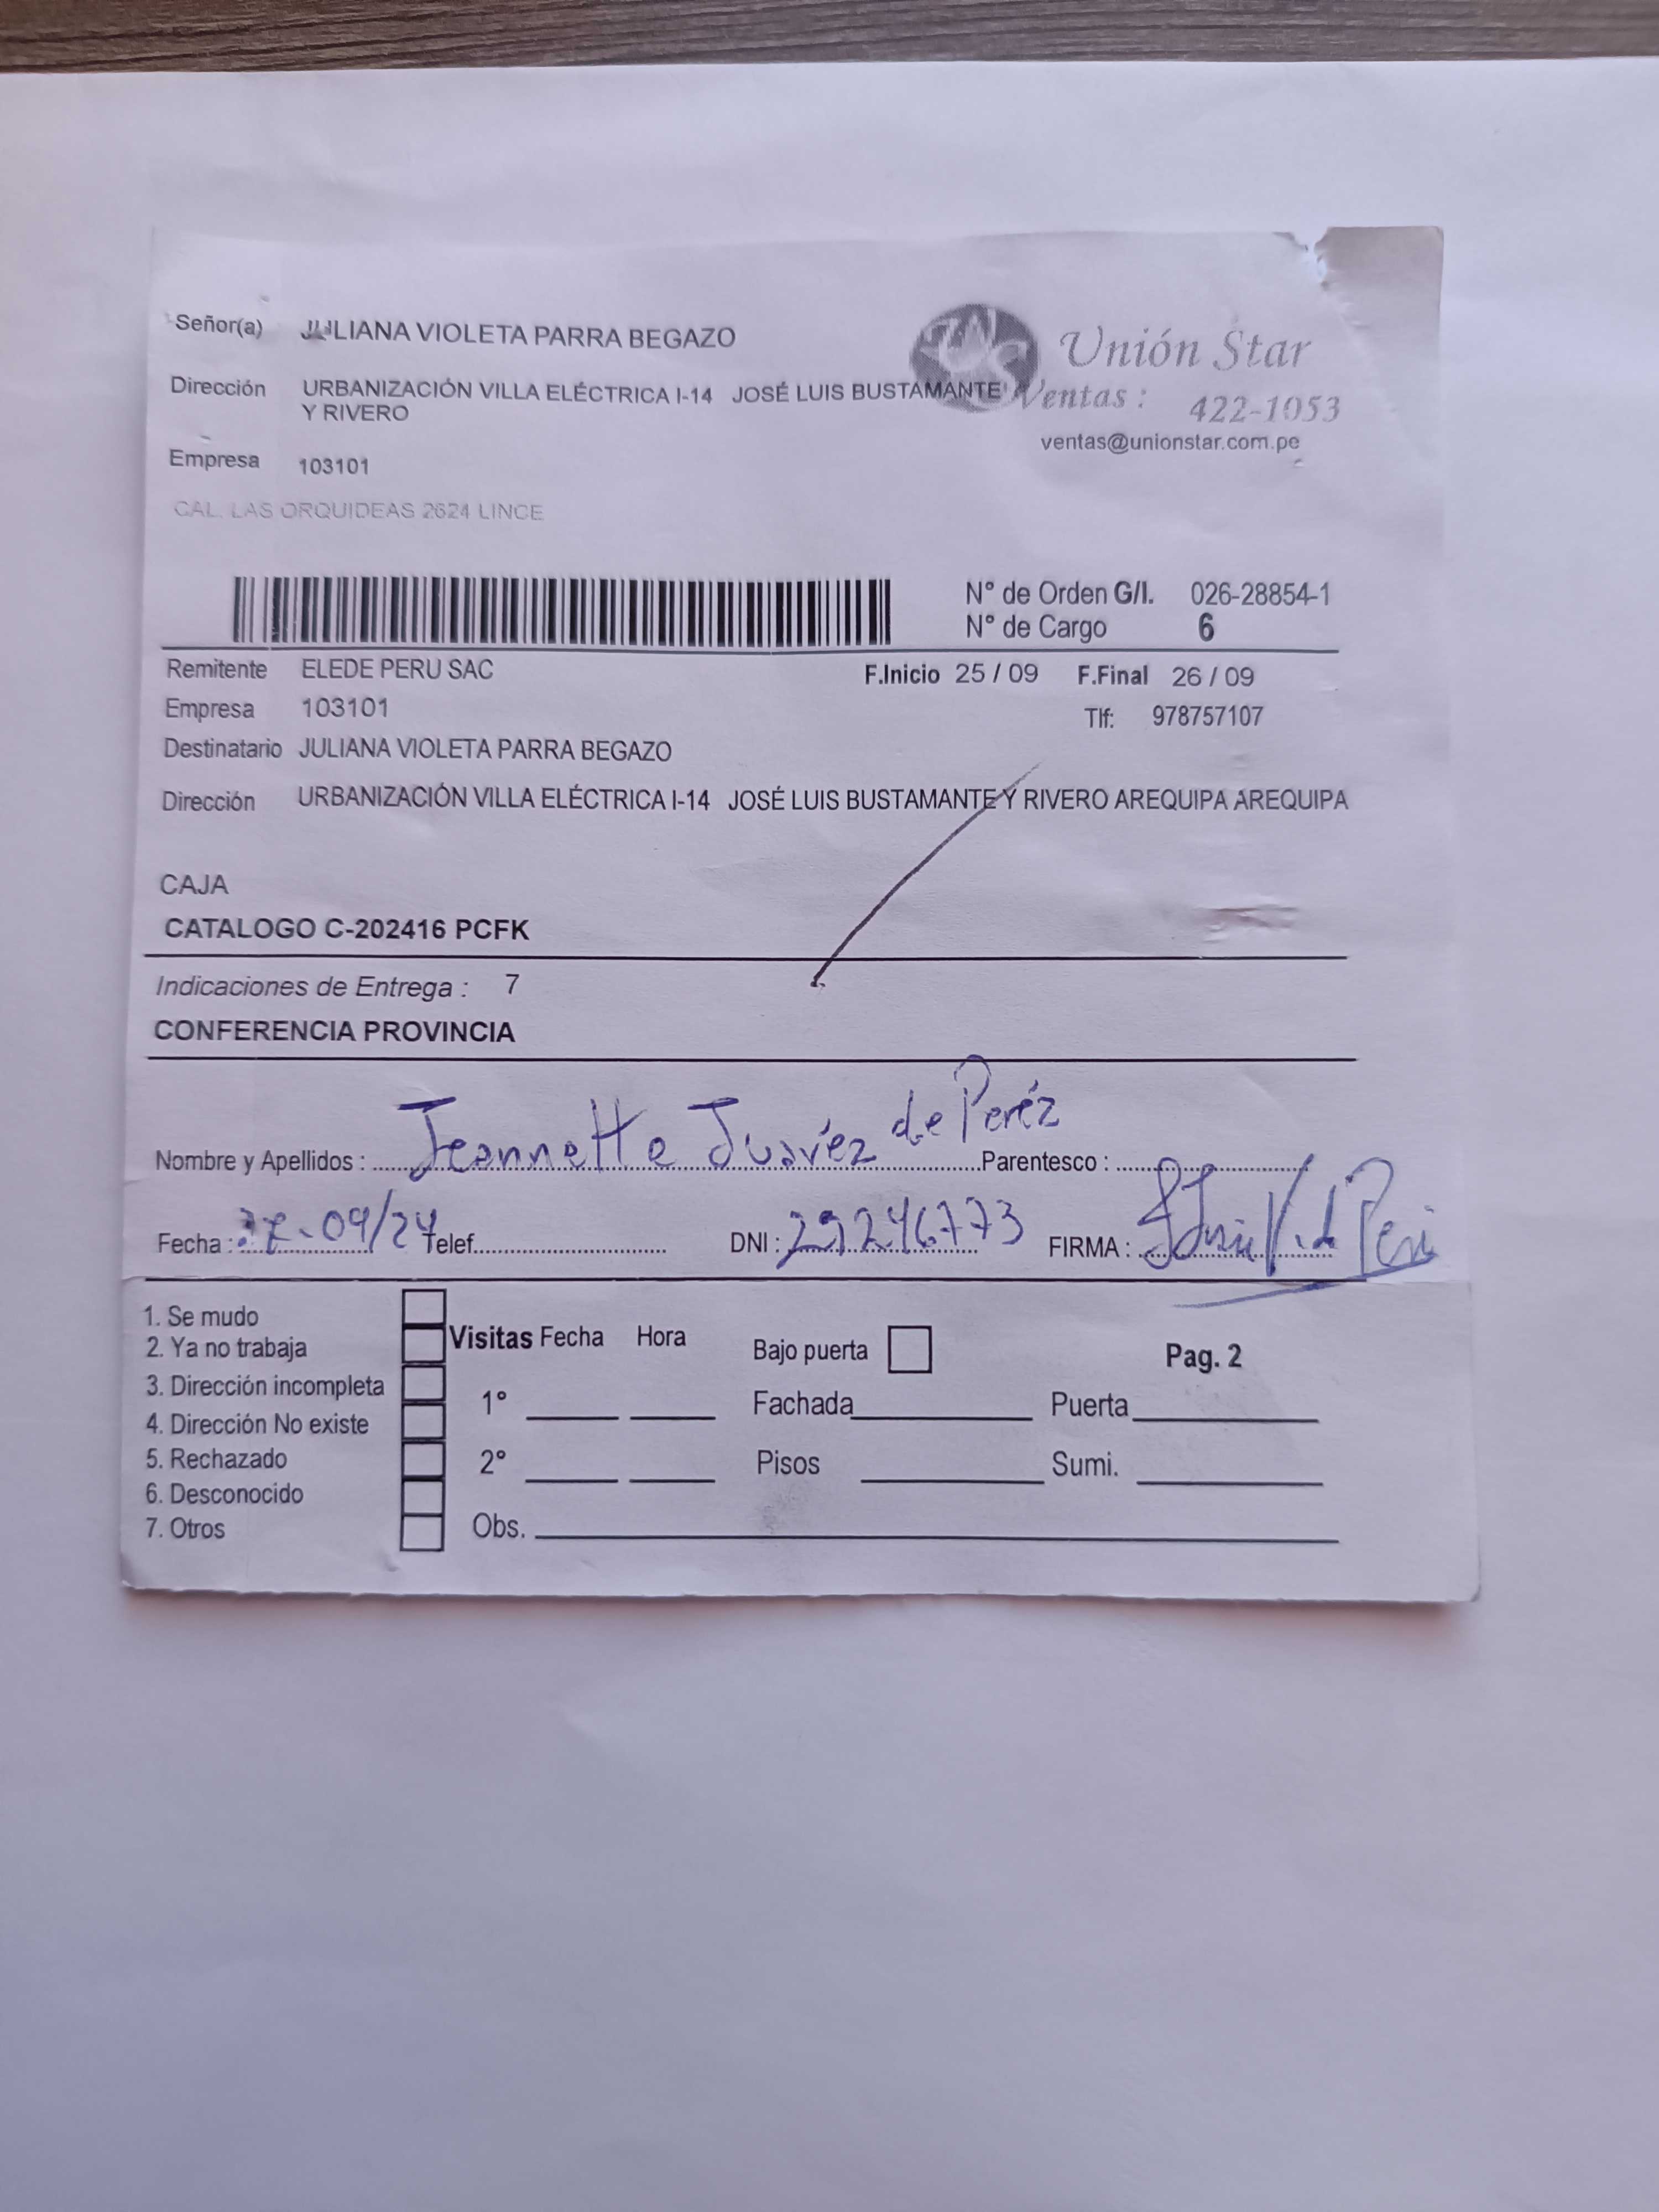 Señor(a) JULIANA VIOLETA PARRA BEGAZO
Unión Star
Dirección URBANIZACIÓN VILLA ELÉCTRICA I-14 JOSÉ LUIS BUSTAMANTE
Y RIVERO
Ventas : 422-1053
ventas@unionstar.com.pe
Empresa 103101
CAL. LAS ORQUIDEAS 2624 LINCE
N° de Orden G/I. 026-28854-1
N° de Cargo 6
Remitente ELEDE PERU SAC F.Inicio 25 / 09 F.Final 26 / 09
Empresa 103101 Tlf: 978757107
Destinatario JULIANA VIOLETA PARRA BEGAZO
Dirección URBANIZACIÓN VILLA ELÉCTRICA I-14 JOSÉ LUIS BUSTAMANTE Y RIVERO AREQUIPA AREQUIPA
CAJA
CATALOGO C-202416 PCFK
Indicaciones de Entrega : 7
CONFERENCIA PROVINCIA
Nombre y Apellidos : Jeannette Juaréz de Peréz Parentesco :
Fecha : 27-09/24 Telef. DNI : 29246773 FIRMA :
1. Se mudo
2. Ya no trabaja
3. Dirección incompleta
4. Dirección No existe
5. Rechazado
6. Desconocido
7. Otros
Visitas Fecha Hora Bajo puerta Pag. 2
1° Fachada Puerta
2° Pisos Sumi.
Obs.